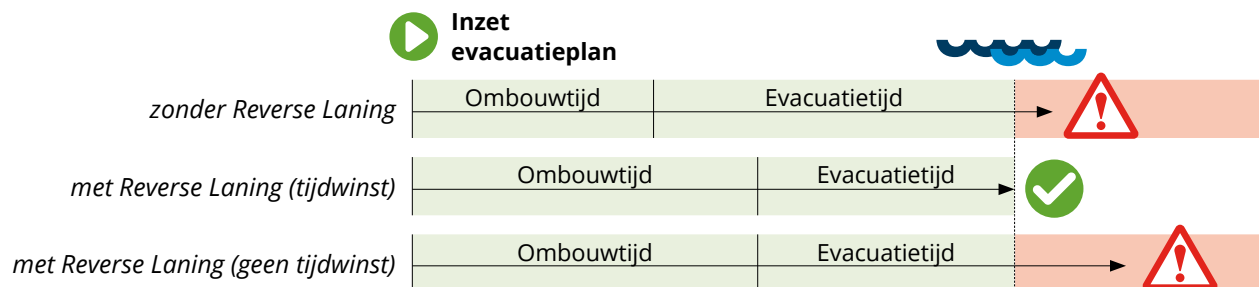 Inzet
evacuatieplan
zonder Reverse Laning
Ombouwtijd
Evacuatietijd
met Reverse Laning (tijdwinst)
Ombouwtijd
Evacuatietijd
met Reverse Laning (geen tijdwinst)
Ombouwtijd
Evacuatietijd